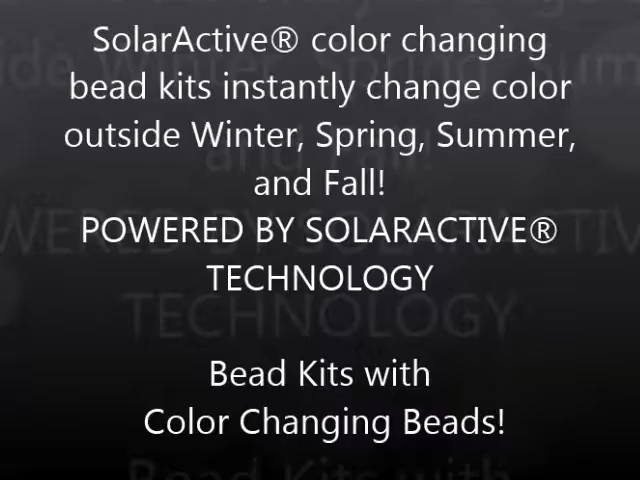 SolarActive® color changing
bead kits instantly change color
outside Winter, Spring, Summer,
and Fall!
POWERED BY SOLARACTIVE®
TECHNOLOGY
Bead Kits with
Color Changing Beads!